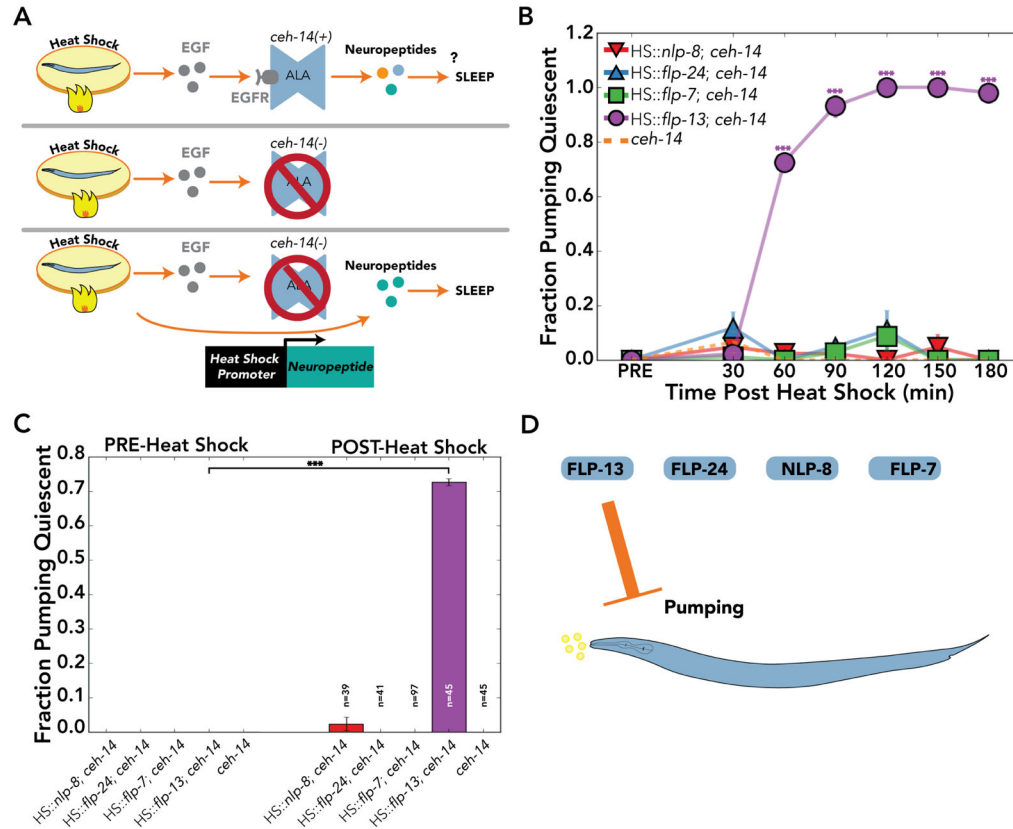 A
Heat Shock
EGF
ceh-14(+)
ALA
EGFR
Neuropeptides
?
SLEEP
Heat Shock
EGF
ceh-14(-)
ALA
Heat Shock
EGF
ceh-14(-)
ALA
Neuropeptides
SLEEP
Heat Shock
Promoter
Neuropeptide
B
Fraction Pumping Quiescent
1.2
1.0
0.8
0.6
0.4
0.2
0.0
HS::nlp-8; ceh-14
HS::flp-24; ceh-14
HS::flp-7; ceh-14
HS::flp-13; ceh-14
ceh-14
***
***
***
***
***
PRE
30
60
90
120
150
180
Time Post Heat Shock (min)
C
PRE-Heat Shock
POST-Heat Shock
***
Fraction Pumping Quiescent
0.8
0.7
0.6
0.5
0.4
0.3
0.2
0.1
0.0
n=39
n=41
n=97
n=45
n=45
HS::nlp-8; ceh-14
HS::flp-24; ceh-14
HS::flp-7; ceh-14
HS::flp-13; ceh-14
ceh-14
HS::nlp-8; ceh-14
HS::flp-24; ceh-14
HS::flp-7; ceh-14
HS::flp-13; ceh-14
ceh-14
D
FLP-13
FLP-24
NLP-8
FLP-7
Pumping